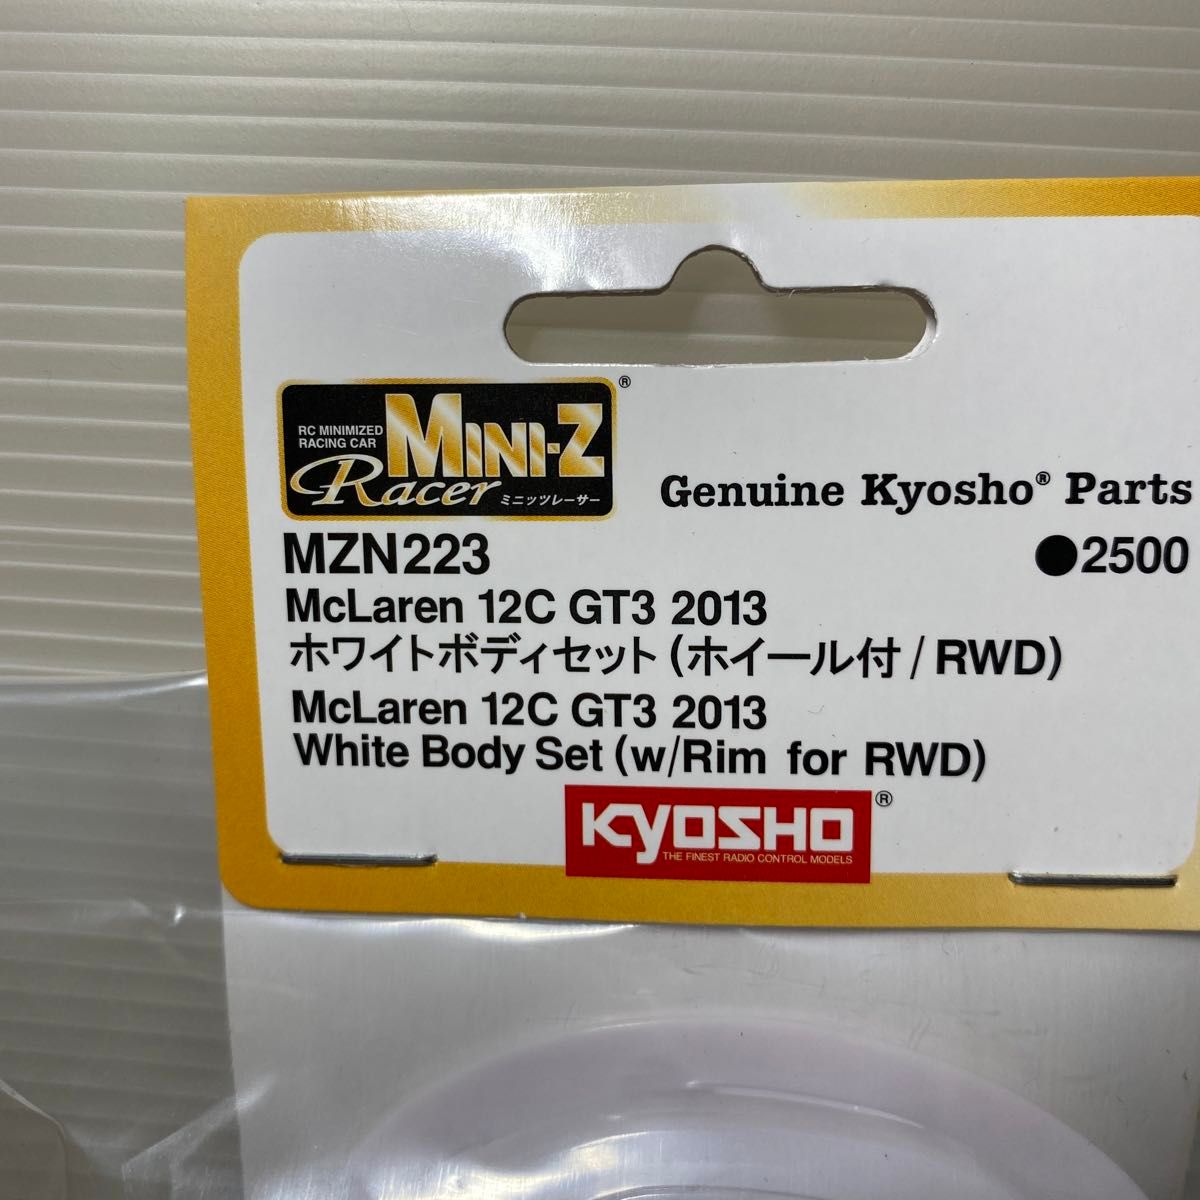 RC MINIMIZED
RACING CAR
MINI-Z®
Racer ミニッツレーサー
Genuine Kyosho® Parts
MZN223
●2500
McLaren 12C GT3 2013
ホワイトボディセット(ホイール付/RWD)
McLaren 12C GT3 2013
White Body Set (w/Rim for RWD)
KYOSHO®
THE FINEST RADIO CONTROL MODELS